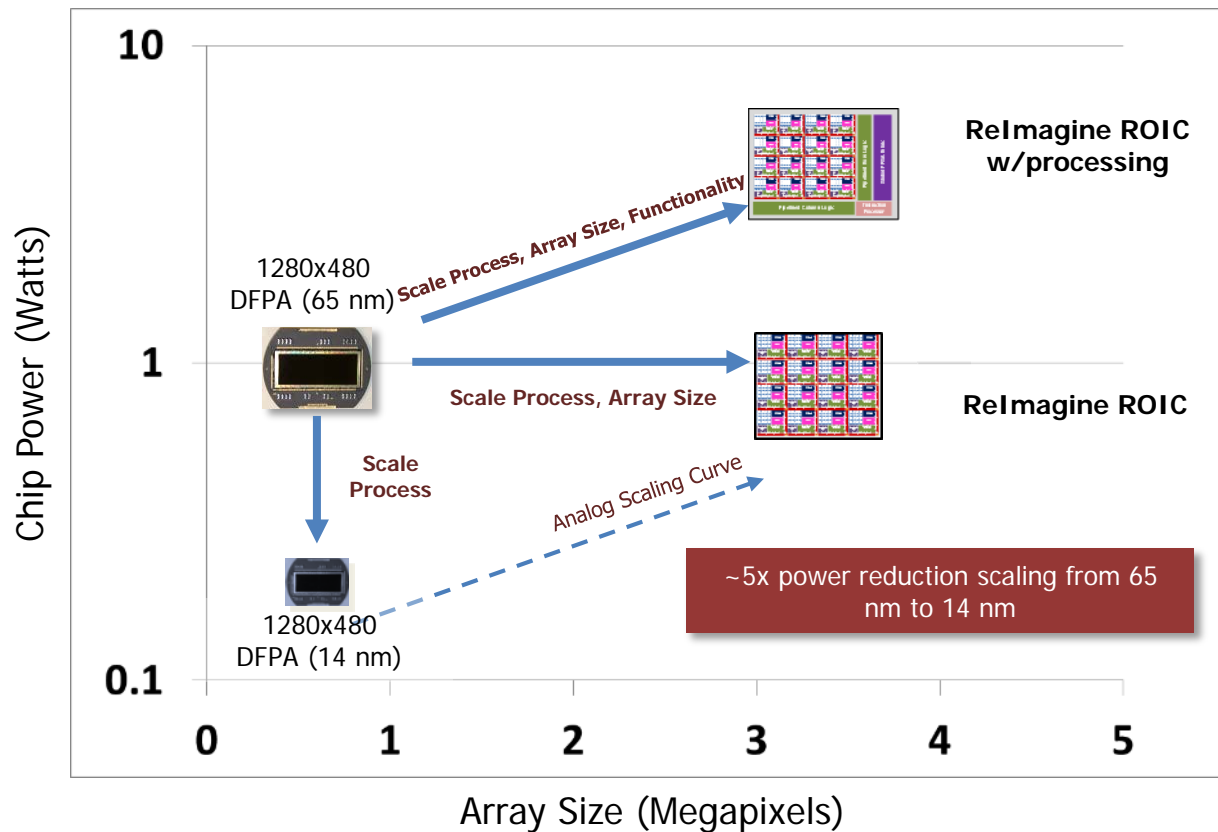 10
1
0.1
0
1
2
3
4
5
Chip Power (Watts)
Array Size (Megapixels)
1280x480
DFPA (65 nm)
Scale Process, Array Size, Functionality
ReImagine ROIC
w/processing
Scale Process, Array Size
ReImagine ROIC
Scale
Process
Analog Scaling Curve
1280x480
DFPA (14 nm)
~5x power reduction scaling from 65
nm to 14 nm